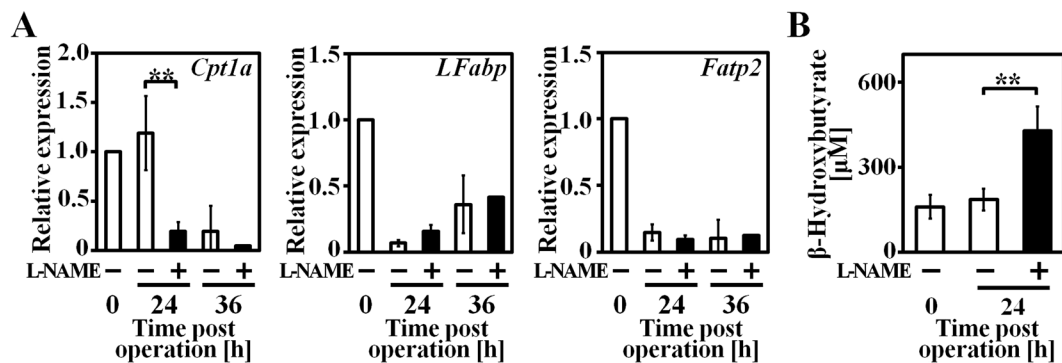 A
Relative expression
2.0
1.5
1.0
0.5
0
Cpt1a
**
L-NAME − − + − +
0 24 36
Time post
operation [h]
Relative expression
1.5
1.0
0.5
0
LFabp
L-NAME − − + − +
0 24 36
Time post
operation [h]
Relative expression
1.5
1.0
0.5
0
Fatp2
L-NAME − − + − +
0 24 36
Time post
operation [h]
B
β-Hydroxybutyrate
[μM]
600
300
0
**
L-NAME − − +
0 24
Time post
operation [h]